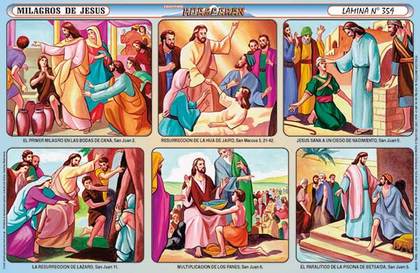 MILAGROS DE JESUS
LAMINA Nº 359
EL PRIMER MILAGRO EN LAS BODAS DE CANA, San Juan 2.
RESURRECCION DE LA HIJA DE JAIRO, San Marcos 5, 21-42.
JESUS SANA A UN CIEGO DE NACIMIENTO, San Juan 9.
LA RESURRECCION DE LAZARO, San Juan 11.
MULTIPLICACION DE LOS PANES, San Juan 6.
EL PARALITICO DE LA PISCINA DE BETSAIDA, San Juan 5.